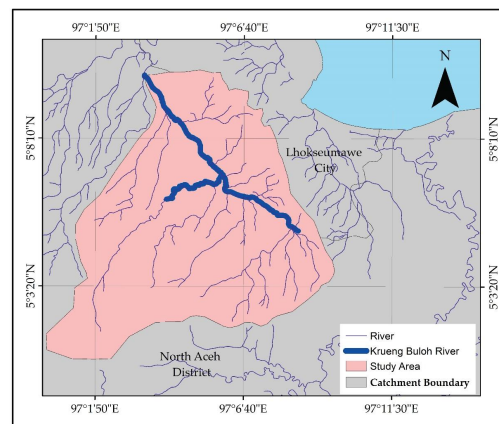 97°1'50"E 97°6'40"E 97°11'30"E
N
5°8'10"N
5°8'10"N
Lhokseumawe
City
5°3'20"N
5°3'20"N
North Aceh
District
River
Krueng Buloh River
Study Area
Catchment Boundary
97°1'50"E 97°6'40"E 97°11'30"E